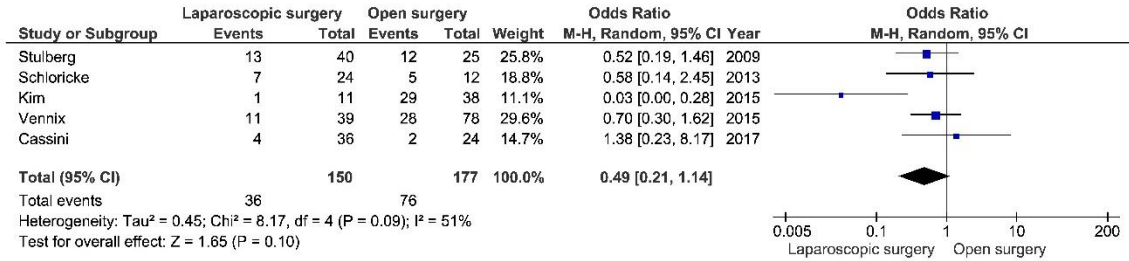 Laparoscopic surgery Open surgery Odds Ratio Odds Ratio
Study or Subgroup Events Total Events Total Weight M-H, Random, 95% CI Year M-H, Random, 95% CI
Stulberg 13 40 12 25 25.8% 0.52 [0.19, 1.46] 2009
Schloricke 7 24 5 12 18.8% 0.58 [0.14, 2.45] 2013
Kim 1 11 29 38 11.1% 0.03 [0.00, 0.28] 2015
Vennix 11 39 28 78 29.6% 0.70 [0.30, 1.62] 2015
Cassini 4 36 2 24 14.7% 1.38 [0.23, 8.17] 2017
Total (95% CI) 150 177 100.0% 0.49 [0.21, 1.14]
Total events 36 76
Heterogeneity: Tau² = 0.45; Chi² = 8.17, df = 4 (P = 0.09); I² = 51%
Test for overall effect: Z = 1.65 (P = 0.10)
0.005 0.1 1 10 200
Laparoscopic surgery Open surgery